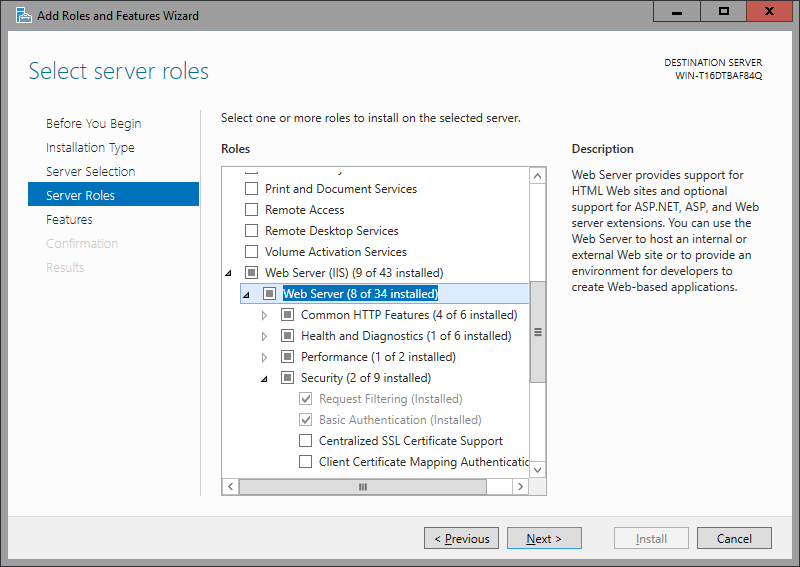 Add Roles and Features Wizard
Select server roles
DESTINATION SERVER
WIN-T16DTBAF84Q
Before You Begin
Installation Type
Server Selection
Server Roles
Features
Confirmation
Results
Select one or more roles to install on the selected server.
Roles
Print and Document Services
Remote Access
Remote Desktop Services
Volume Activation Services
Web Server (IIS) (9 of 43 installed)
Web Server (8 of 34 installed)
Common HTTP Features (4 of 6 installed)
Health and Diagnostics (1 of 6 installed)
Performance (1 of 2 installed)
Security (2 of 9 installed)
Request Filtering (Installed)
Basic Authentication (Installed)
Centralized SSL Certificate Support
Client Certificate Mapping Authenticatic
Description
Web Server provides support for
HTML Web sites and optional
support for ASP.NET, ASP, and Web
server extensions. You can use the
Web Server to host an internal or
external Web site or to provide an
environment for developers to
create Web-based applications.
< Previous
Next >
Install
Cancel